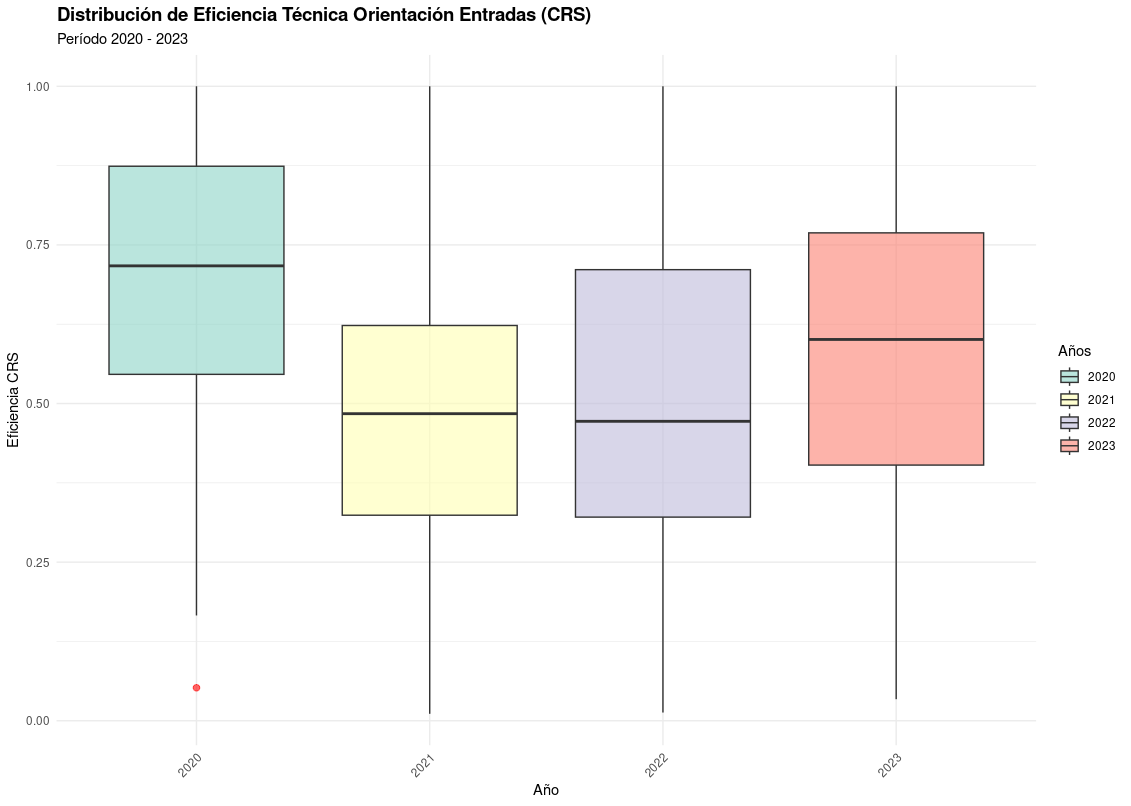 Distribución de Eficiencia Técnica Orientación Entradas (CRS)
Período 2020 - 2023
1.00
0.75
0.50
0.25
0.00
Eficiencia CRS
2020
2021
2022
2023
Año
Años
2020
2021
2022
2023